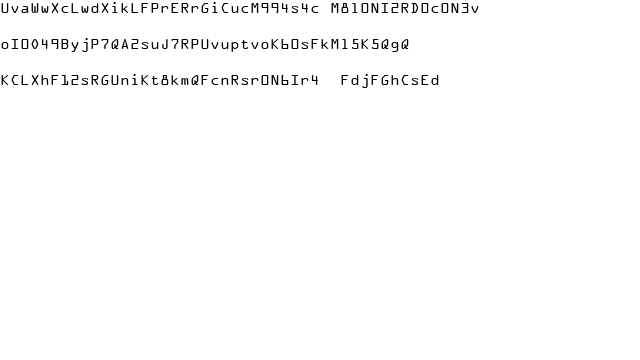 UvaWwXcLwdXikLFPrERrGiCucM994s4c M81ONI2RDOcON3v
oIO049ByjP7QA2suJ7RPUvuptvoK6OsFkM15K5QgQ
KCLXhF12sRGUniKt8kmQFcnRsrON6Ir4  FdjFGhCsEd